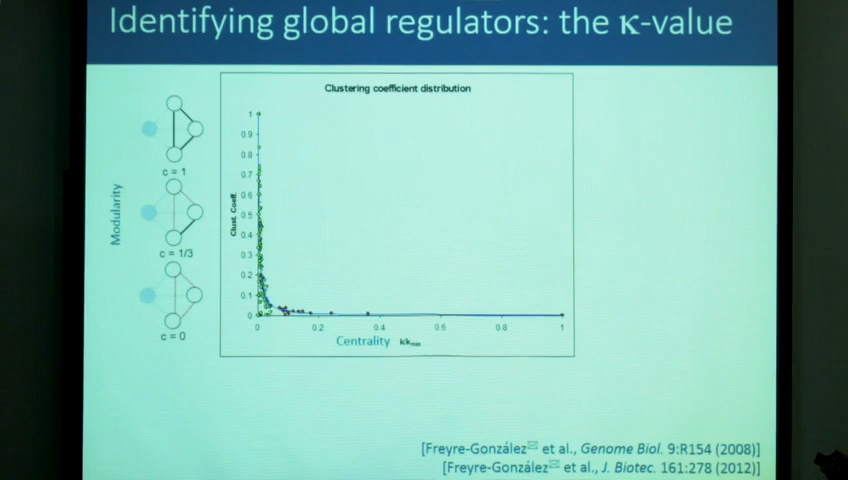 Identifying global regulators: the κ-value
Clustering coefficient distribution
Modularity
c = 1
c = 1/3
c = 0
Clust. Coeff.
1
0.9
0.8
0.7
0.6
0.5
0.4
0.3
0.2
0.1
0
0 0.2 0.4 0.6 0.8 1
Centrality k/kmax
[Freyre-González✉ et al., Genome Biol. 9:R154 (2008)]
[Freyre-González✉ et al., J. Biotec. 161:278 (2012)]